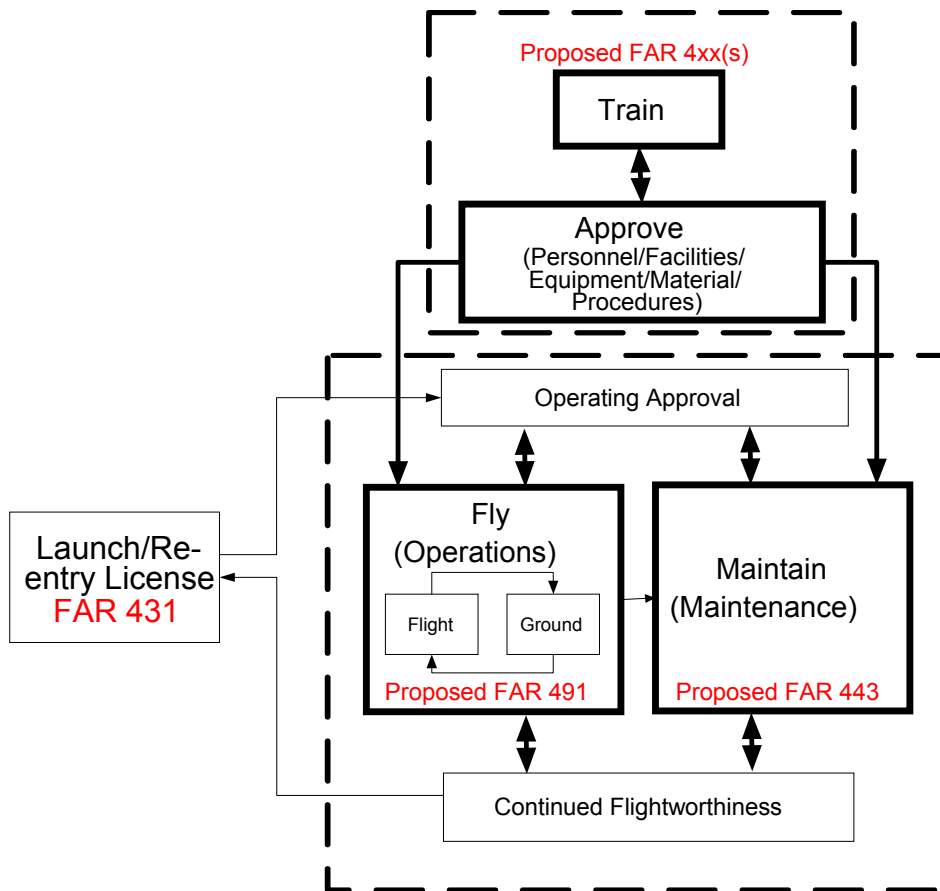 Proposed FAR 4xx(s)
Train
Approve
(Personnel/Facilities/
Equipment/Material/
Procedures)
Operating Approval
Launch/Re-
entry License
FAR 431
Fly
(Operations)
Flight
Ground
Proposed FAR 491
Maintain
(Maintenance)
Proposed FAR 443
Continued Flightworthiness